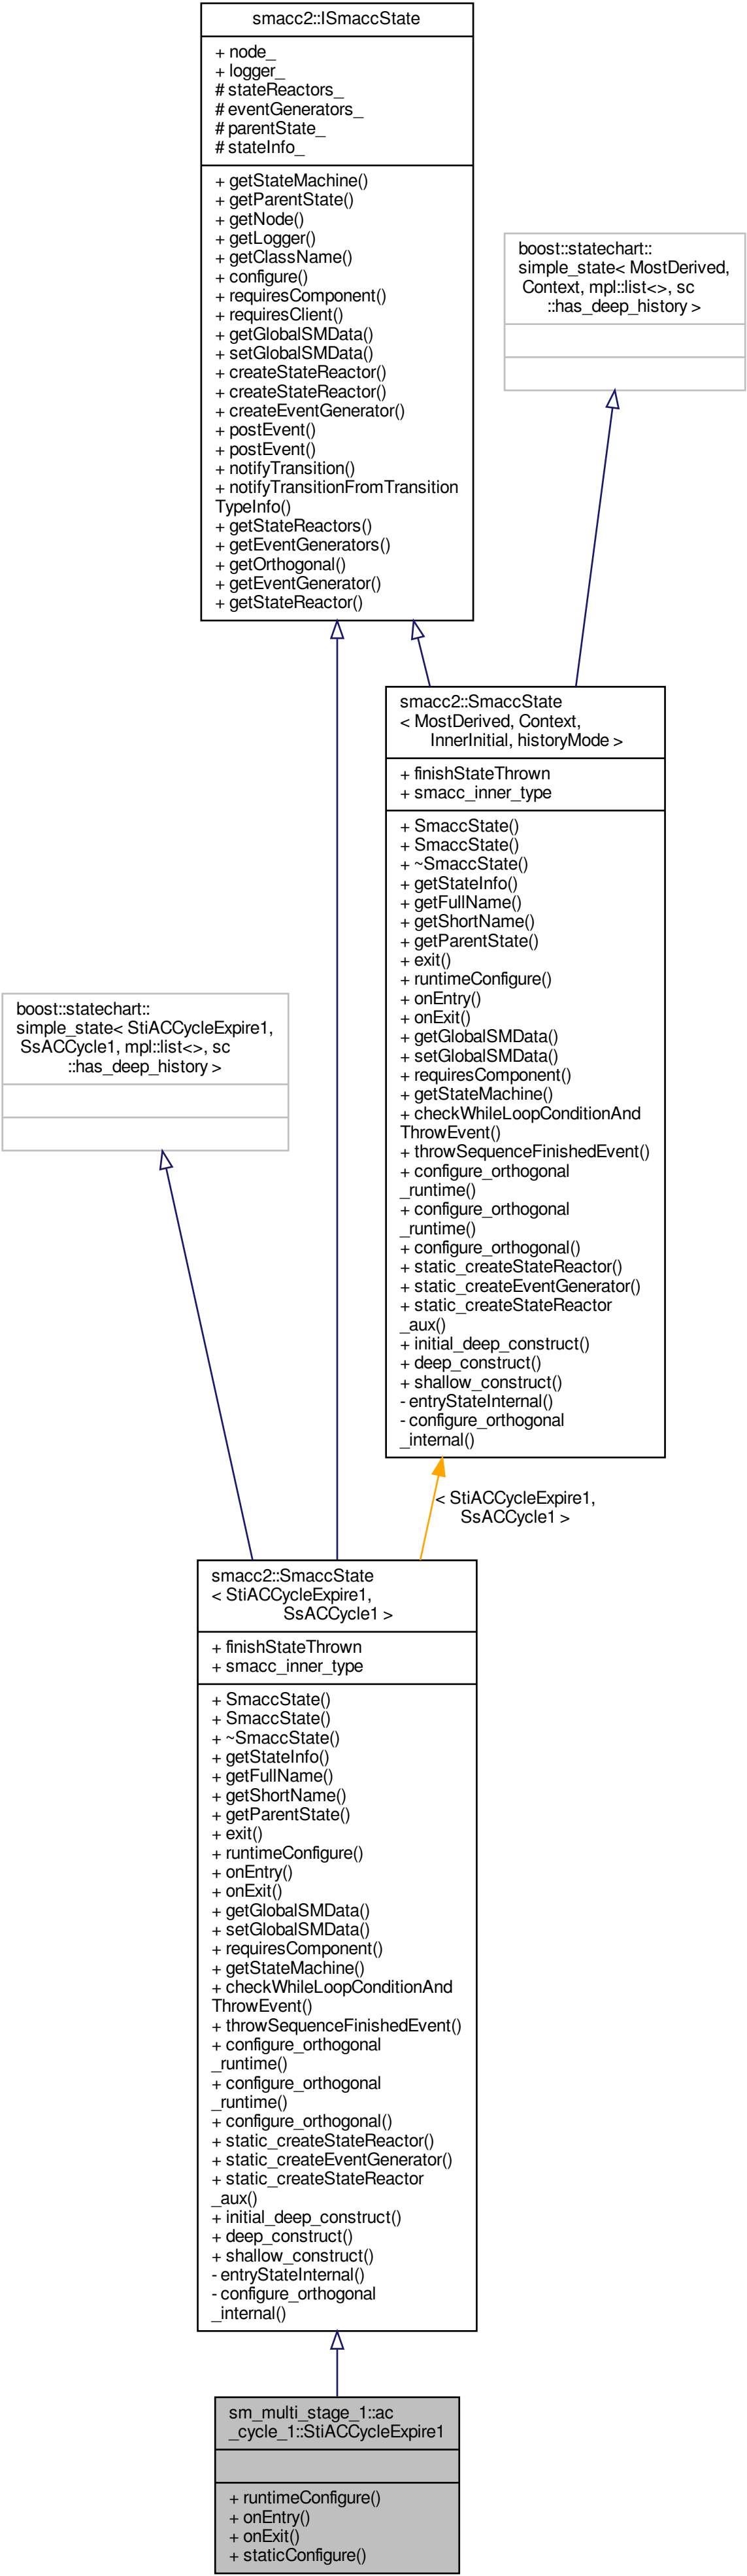 smacc2::ISmaccState
+ node_
+ logger_
# stateReactors_
# eventGenerators_
# parentState_
# stateInfo_
+ getStateMachine()
+ getParentState()
+ getNode()
+ getLogger()
+ getClassName()
+ configure()
+ requiresComponent()
+ requiresClient()
+ getGlobalSMData()
+ setGlobalSMData()
+ createStateReactor()
+ createStateReactor()
+ createEventGenerator()
+ postEvent()
+ postEvent()
+ notifyTransition()
+ notifyTransitionFromTransition
TypeInfo()
+ getStateReactors()
+ getEventGenerators()
+ getOrthogonal()
+ getEventGenerator()
+ getStateReactor()
boost::statechart::
simple_state< MostDerived,
Context, mpl::list<>, sc
::has_deep_history >
smacc2::SmaccState
< MostDerived, Context,
InnerInitial, historyMode >
+ finishStateThrown
+ smacc_inner_type
+ SmaccState()
+ SmaccState()
+ ~SmaccState()
+ getStateInfo()
+ getFullName()
+ getShortName()
+ getParentState()
+ exit()
+ runtimeConfigure()
+ onEntry()
+ onExit()
+ getGlobalSMData()
+ setGlobalSMData()
+ requiresComponent()
+ getStateMachine()
+ checkWhileLoopConditionAnd
ThrowEvent()
+ throwSequenceFinishedEvent()
+ configure_orthogonal
_runtime()
+ configure_orthogonal
_runtime()
+ configure_orthogonal()
+ static_createStateReactor()
+ static_createEventGenerator()
+ static_createStateReactor
_aux()
+ initial_deep_construct()
+ deep_construct()
+ shallow_construct()
- entryStateInternal()
- configure_orthogonal
_internal()
boost::statechart::
simple_state< StiACCycleExpire1,
SsACCycle1, mpl::list<>, sc
::has_deep_history >
< StiACCycleExpire1,
SsACCycle1 >
smacc2::SmaccState
< StiACCycleExpire1,
SsACCycle1 >
+ finishStateThrown
+ smacc_inner_type
+ SmaccState()
+ SmaccState()
+ ~SmaccState()
+ getStateInfo()
+ getFullName()
+ getShortName()
+ getParentState()
+ exit()
+ runtimeConfigure()
+ onEntry()
+ onExit()
+ getGlobalSMData()
+ setGlobalSMData()
+ requiresComponent()
+ getStateMachine()
+ checkWhileLoopConditionAnd
ThrowEvent()
+ throwSequenceFinishedEvent()
+ configure_orthogonal
_runtime()
+ configure_orthogonal
_runtime()
+ configure_orthogonal()
+ static_createStateReactor()
+ static_createEventGenerator()
+ static_createStateReactor
_aux()
+ initial_deep_construct()
+ deep_construct()
+ shallow_construct()
- entryStateInternal()
- configure_orthogonal
_internal()
sm_multi_stage_1::ac
_cycle_1::StiACCycleExpire1
+ runtimeConfigure()
+ onEntry()
+ onExit()
+ staticConfigure()